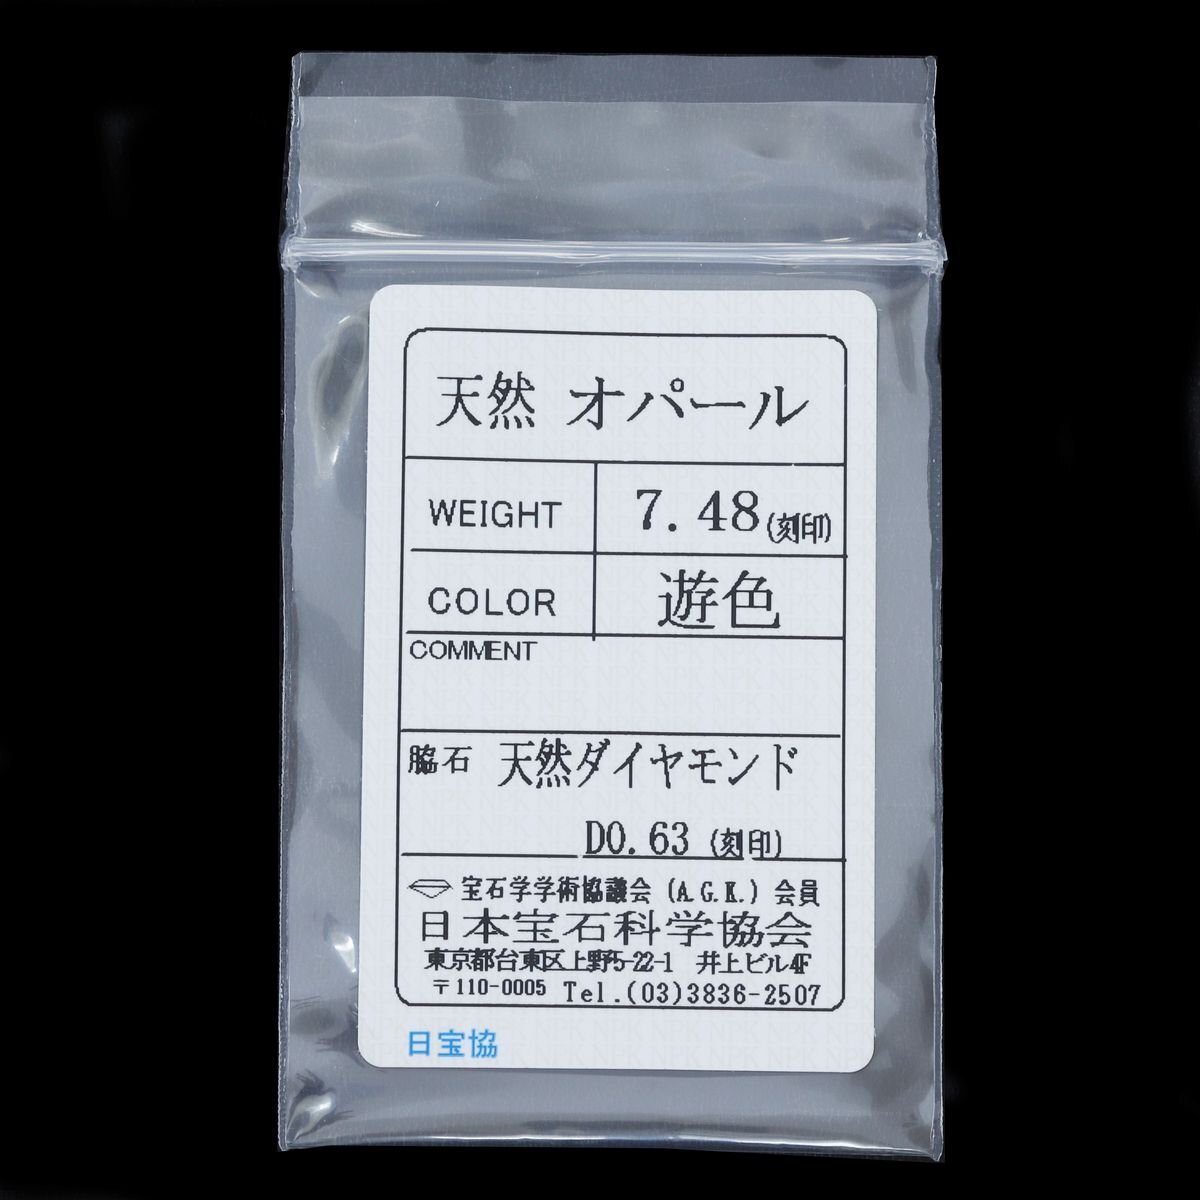 天然 オパール
WEIGHT 7.48(刻印)
COLOR 遊色
COMMENT
脇石 天然ダイヤモンド
D0.63 (刻印)
宝石学学術協議会 (A.G.K.) 会員
日本宝石科学協会
東京都台東区上野5-22-1 井上ビル4F
〒110-0005 Tel.(03)3836-2507
日宝協